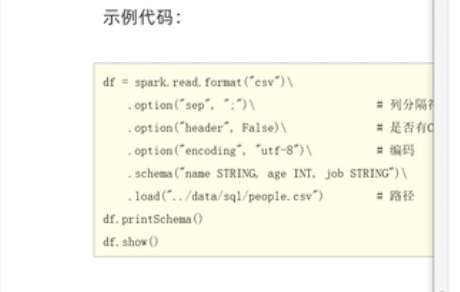 示例代码：
df = spark.read.format("csv")\
.option("sep", ";")\ # 列分隔符
.option("header", False)\ # 是否有C
.option("encoding", "utf-8")\ # 编码
.schema("name STRING, age INT, job STRING")\
.load("../data/sql/people.csv") # 路径
df.printSchema()
df.show()